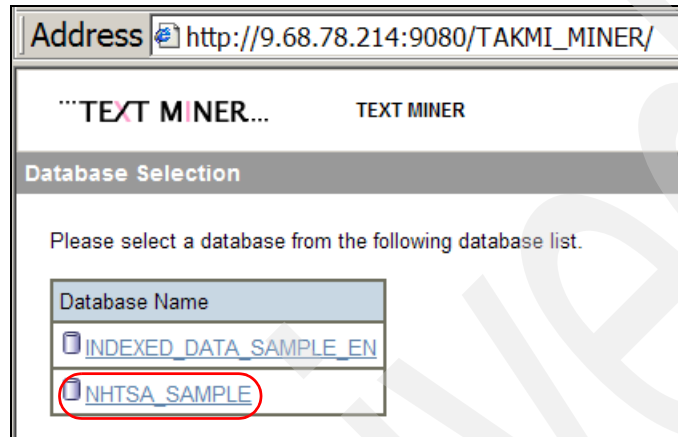 Address http://9.68.78.214:9080/TAKMI_MINER/
TEXT MINER... TEXT MINER
Database Selection
Please select a database from the following database list.
Database Name
INDEXED_DATA_SAMPLE_EN
NHTSA_SAMPLE